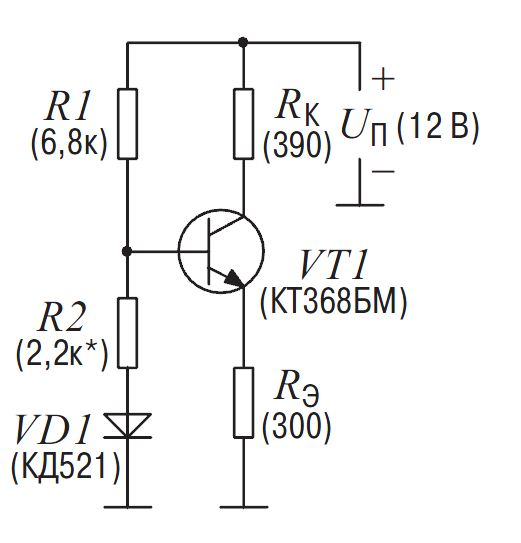 R1
(6,8к)
RК
(390)
+
UП (12 В)
−
VT1
(КТ368БМ)
R2
(2,2к*)
RЭ
(300)
VD1
(КД521)